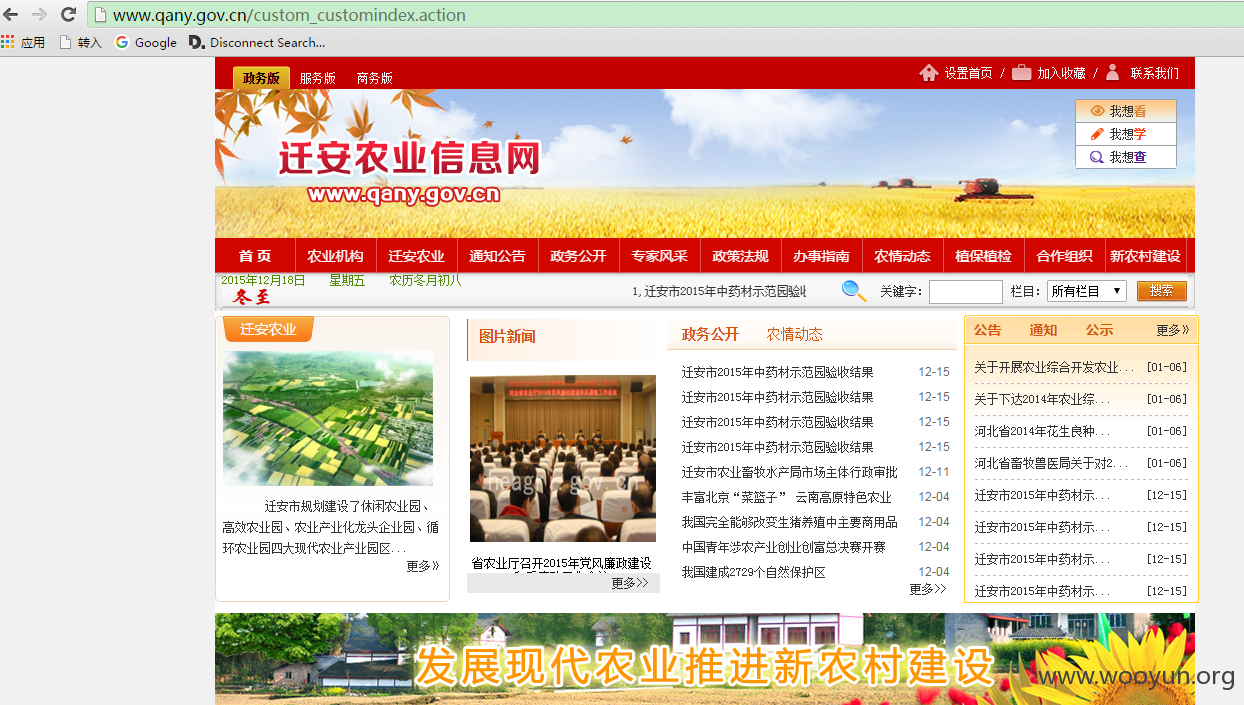 www.qany.gov.cn/custom_customindex.action
应用 转入 Google Disconnect Search...
政务版 服务版 商务版 设置首页 / 加入收藏 / 联系我们
我想看
我想学
我想查
迁安农业信息网
www.qany.gov.cn
首 页 农业机构 迁安农业 通知公告 政务公开 专家风采 政策法规 办事指南 农情动态 植保植检 合作组织 新农村建设
2015年12月18日 星期五 农历冬月初八
冬至
1, 迁安市2015年中药材示范园验收
关键字: 栏目: 所有栏目 搜索
迁安农业
迁安市规划建设了休闲农业园、
高效农业园、农业产业化龙头企业园、循
环农业园四大现代农业产业园区...
更多》
图片新闻
heagri.gov.cn
省农业厅召开2015年党风廉政建设
更多>>
政务公开 农情动态
迁安市2015年中药材示范园验收结果 12-15
迁安市2015年中药材示范园验收结果 12-15
迁安市2015年中药材示范园验收结果 12-15
迁安市2015年中药材示范园验收结果 12-15
迁安市农业畜牧水产局市场主体行政审批 12-11
丰富北京“菜篮子” 云南高原特色农业 12-04
我国完全能够改变生猪养殖中主要商用品 12-04
中国青年涉农产业创业创富总决赛开赛 12-04
我国建成2729个自然保护区 12-04
更多>>
公告 通知 公示 更多》
关于开展农业综合开发农业... [01-06]
关于下达2014年农业综... [01-06]
河北省2014年花生良种... [01-06]
河北省畜牧兽医局关于对2... [01-06]
迁安市2015年中药材示... [12-15]
迁安市2015年中药材示... [12-15]
迁安市2015年中药材示... [12-15]
迁安市2015年中药材示... [12-15]
发展现代农业推进新农村建设
www.wooyun.org